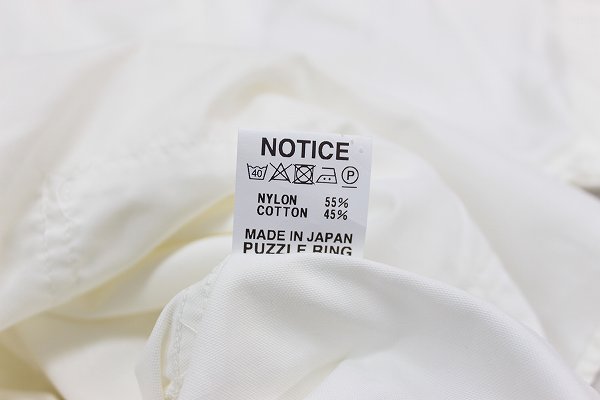 NOTICE
40 P
NYLON 55%
COTTON 45%
MADE IN JAPAN
PUZZLE RING